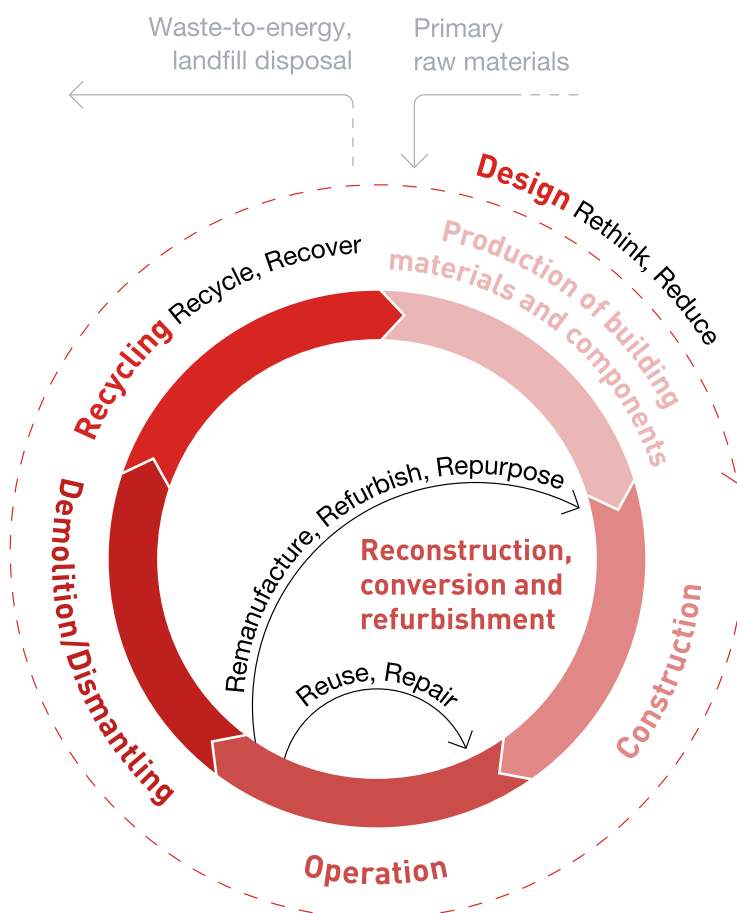 Waste-to-energy,
landfill disposal
Primary
raw materials
Design Rethink, Reduce
Production of building
materials and components
Recycling Recycle, Recover
Remanufacture, Refurbish, Repurpose
Reconstruction,
conversion and
refurbishment
Demolition/Dismantling
Construction
Reuse, Repair
Operation